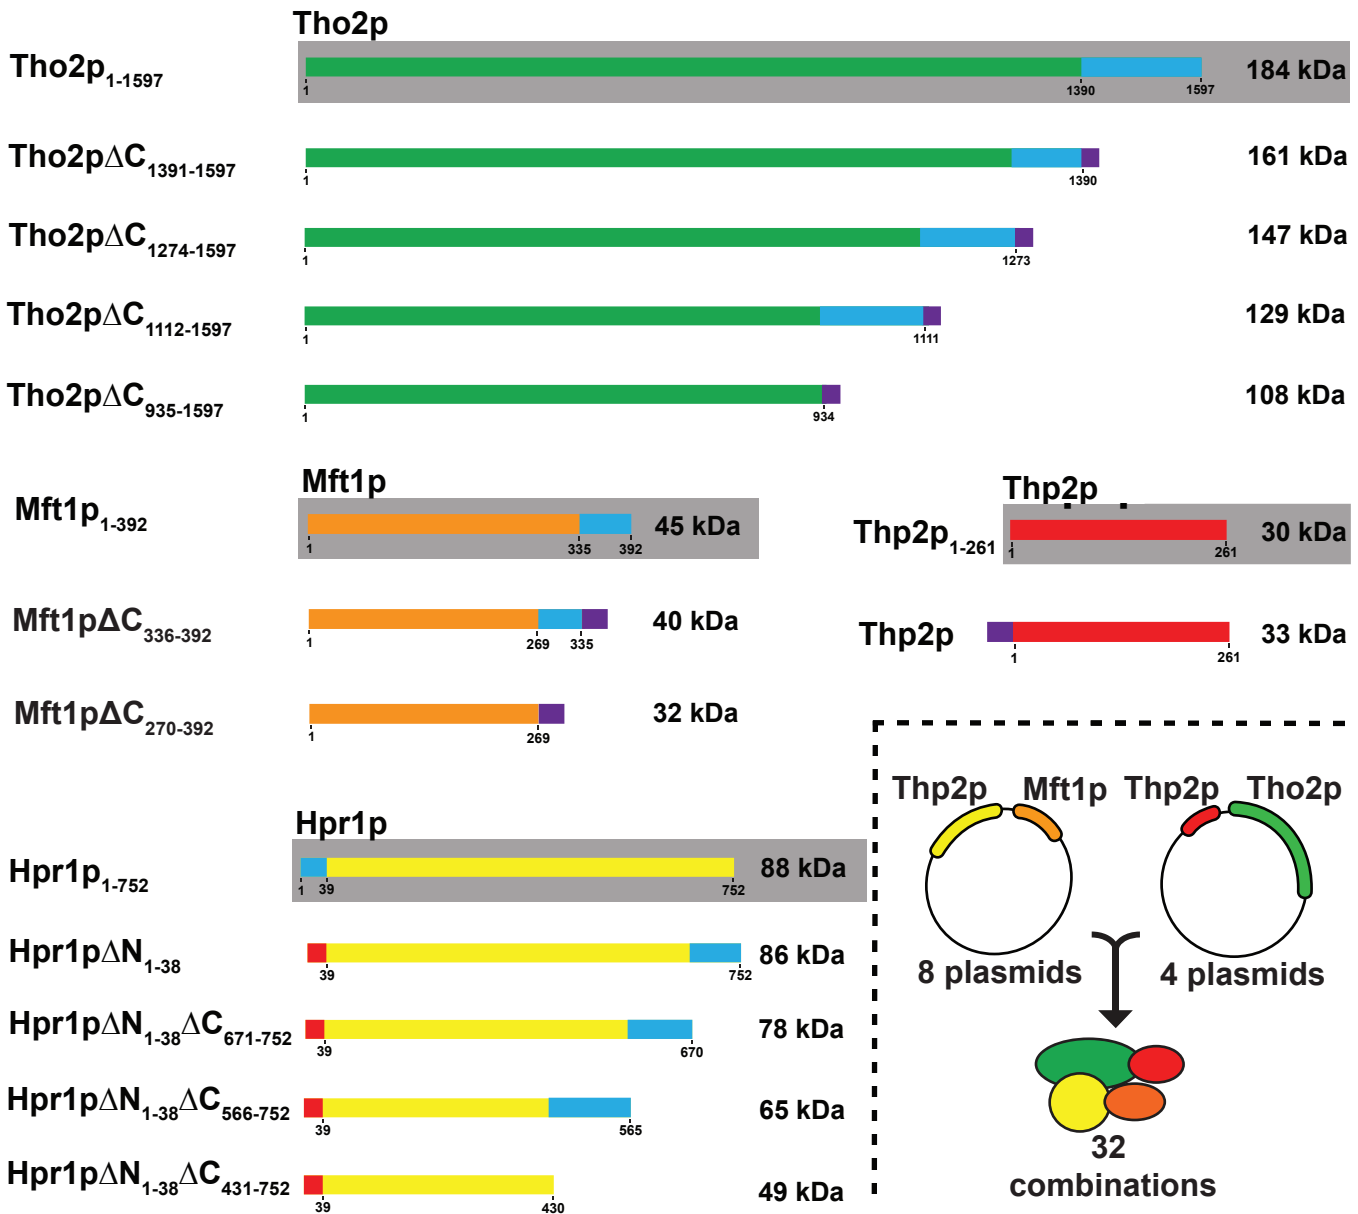 Tho2p
Tho2p1-1597
1 1390 1597
184 kDa
Tho2pΔC1391-1597
1 1390
161 kDa
Tho2pΔC1274-1597
1 1273
147 kDa
Tho2pΔC1112-1597
1 1111
129 kDa
Tho2pΔC935-1597
1 934
108 kDa
Mft1p
Mft1p1-392
1 335 392
45 kDa
Mft1pΔC336-392
1 269 335
40 kDa
Mft1pΔC270-392
1 269
32 kDa
Thp2p
Thp2p1-261
1 261
30 kDa
Thp2p
1 261
33 kDa
Hpr1p
Hpr1p1-752
1 39 752
88 kDa
Hpr1pΔN1-38
39 752
86 kDa
Hpr1pΔN1-38ΔC671-752
39 670
78 kDa
Hpr1pΔN1-38ΔC566-752
39 565
65 kDa
Hpr1pΔN1-38ΔC431-752
39 430
49 kDa
Thp2p Mft1p Thp2p Tho2p
8 plasmids 4 plasmids
32
combinations